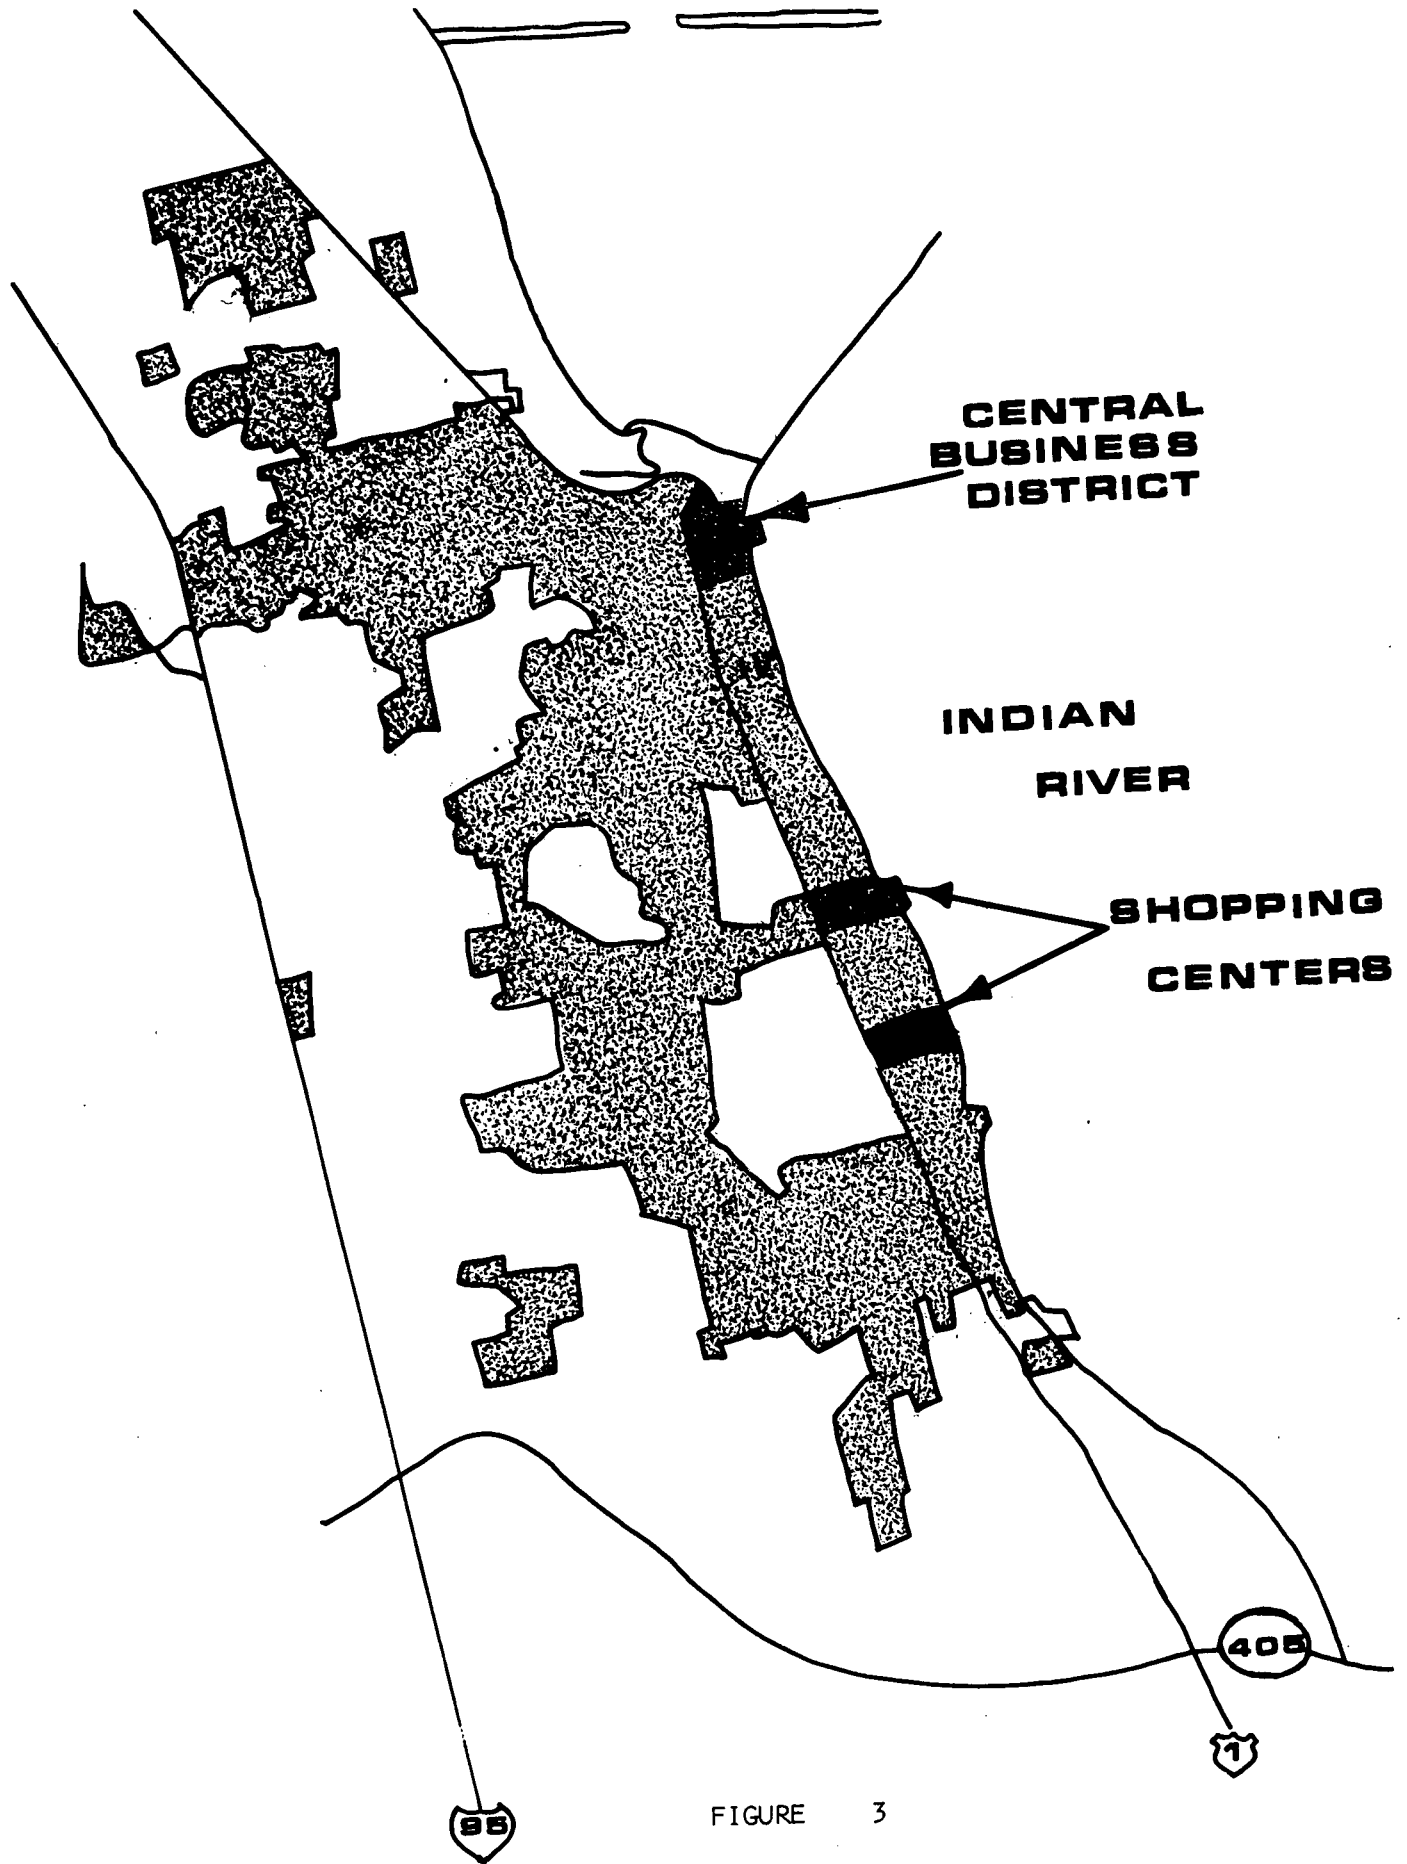 CENTRAL
BUSINESS
DISTRICT
INDIAN
RIVER
SHOPPING
CENTERS
405
1
95
FIGURE 3